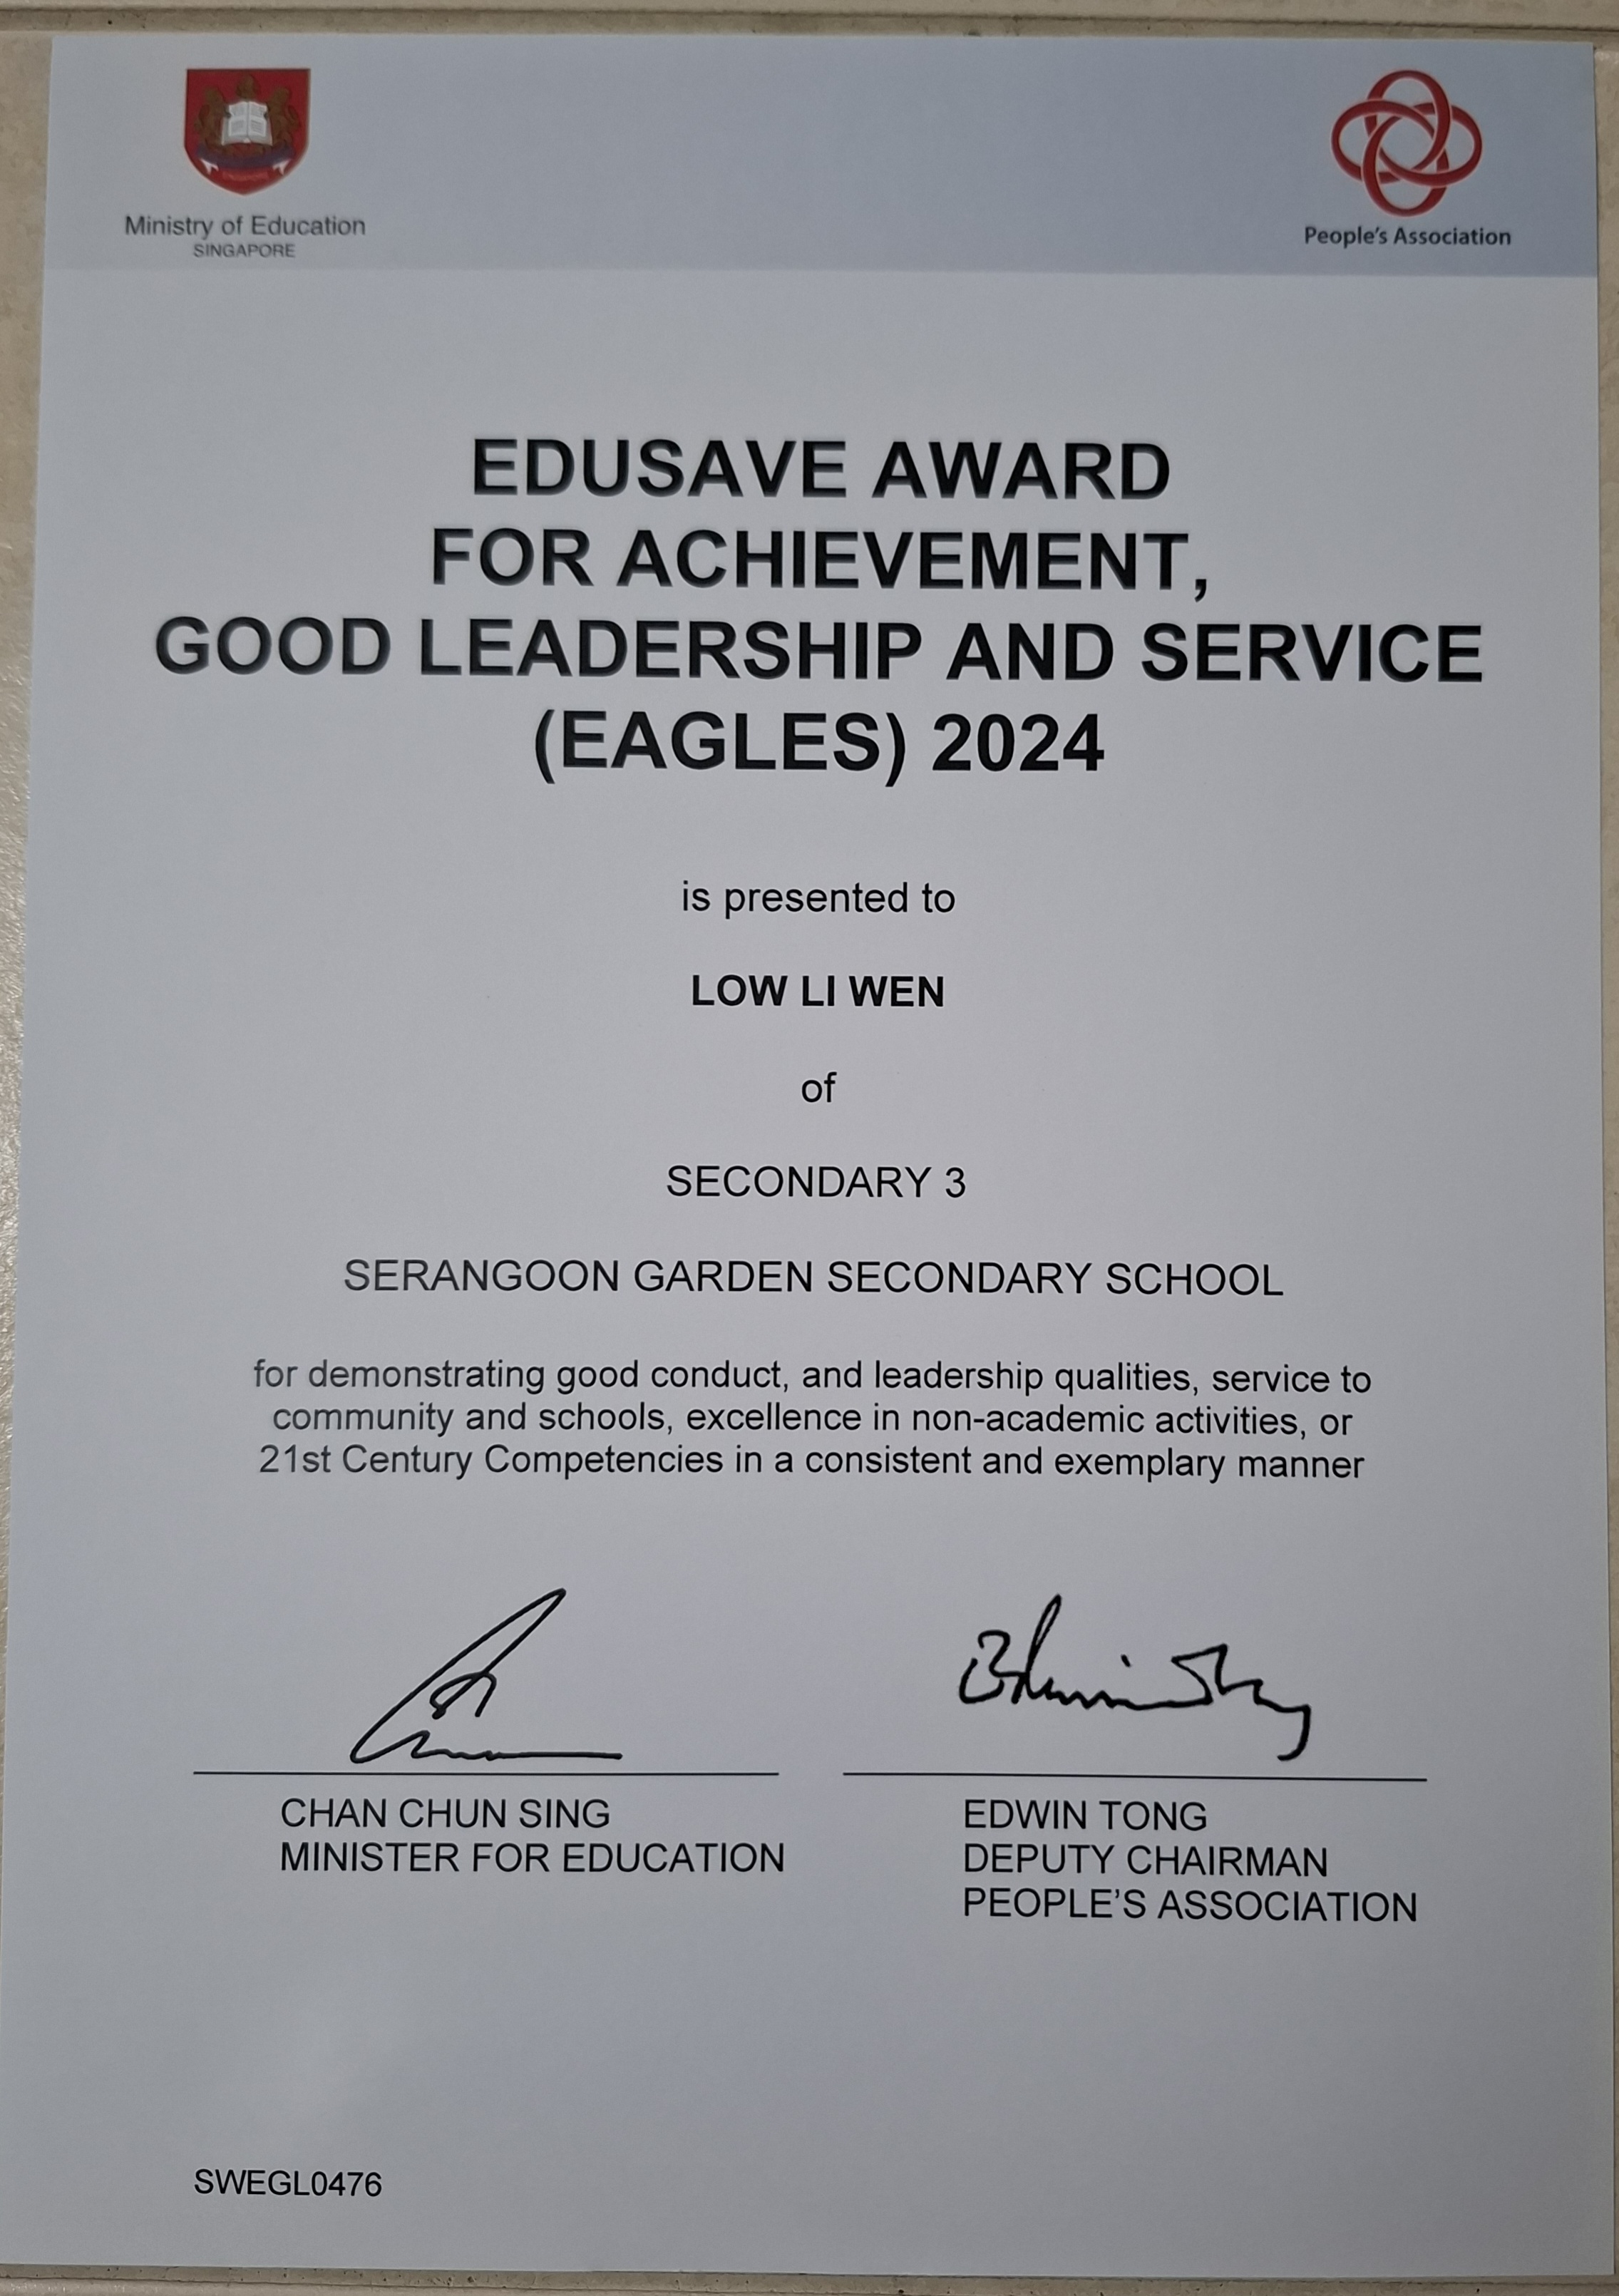 Ministry of Education
SINGAPORE
People's Association
EDUSAVE AWARD
FOR ACHIEVEMENT,
GOOD LEADERSHIP AND SERVICE
(EAGLES) 2024
is presented to
LOW LI WEN
of
SECONDARY 3
SERANGOON GARDEN SECONDARY SCHOOL
for demonstrating good conduct, and leadership qualities, service to
community and schools, excellence in non-academic activities, or
21st Century Competencies in a consistent and exemplary manner
CHAN CHUN SING
MINISTER FOR EDUCATION
EDWIN TONG
DEPUTY CHAIRMAN
PEOPLE'S ASSOCIATION
SWEGL0476